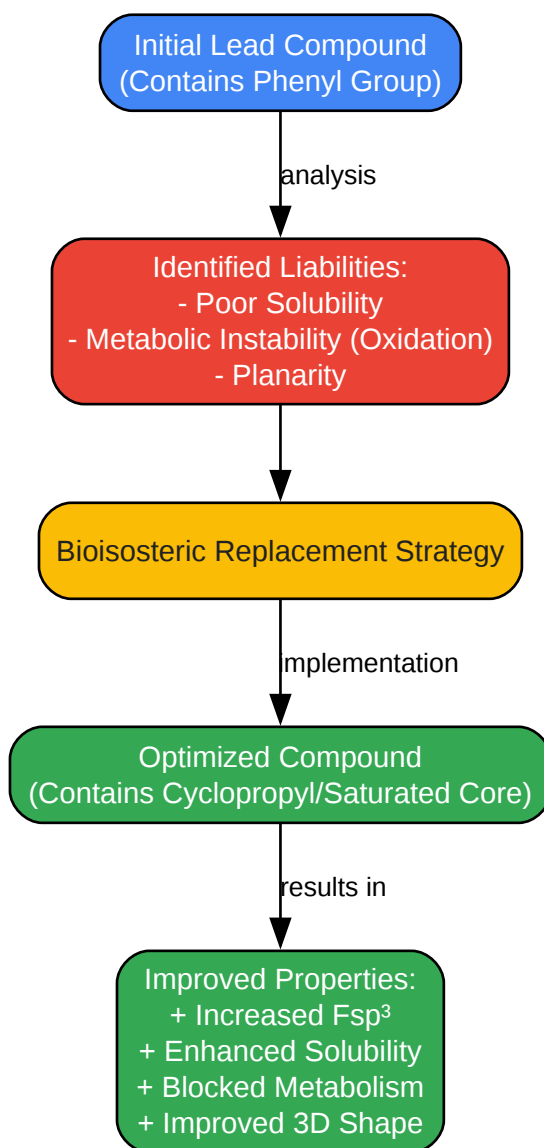 Initial Lead Compound
(Contains Phenyl Group)
analysis
Identified Liabilities:
- Poor Solubility
- Metabolic Instability (Oxidation)
- Planarity
Bioisosteric Replacement Strategy
implementation
Optimized Compound
(Contains Cyclopropyl/Saturated Core)
results in
Improved Properties:
+ Increased Fsp³
+ Enhanced Solubility
+ Blocked Metabolism
+ Improved 3D Shape